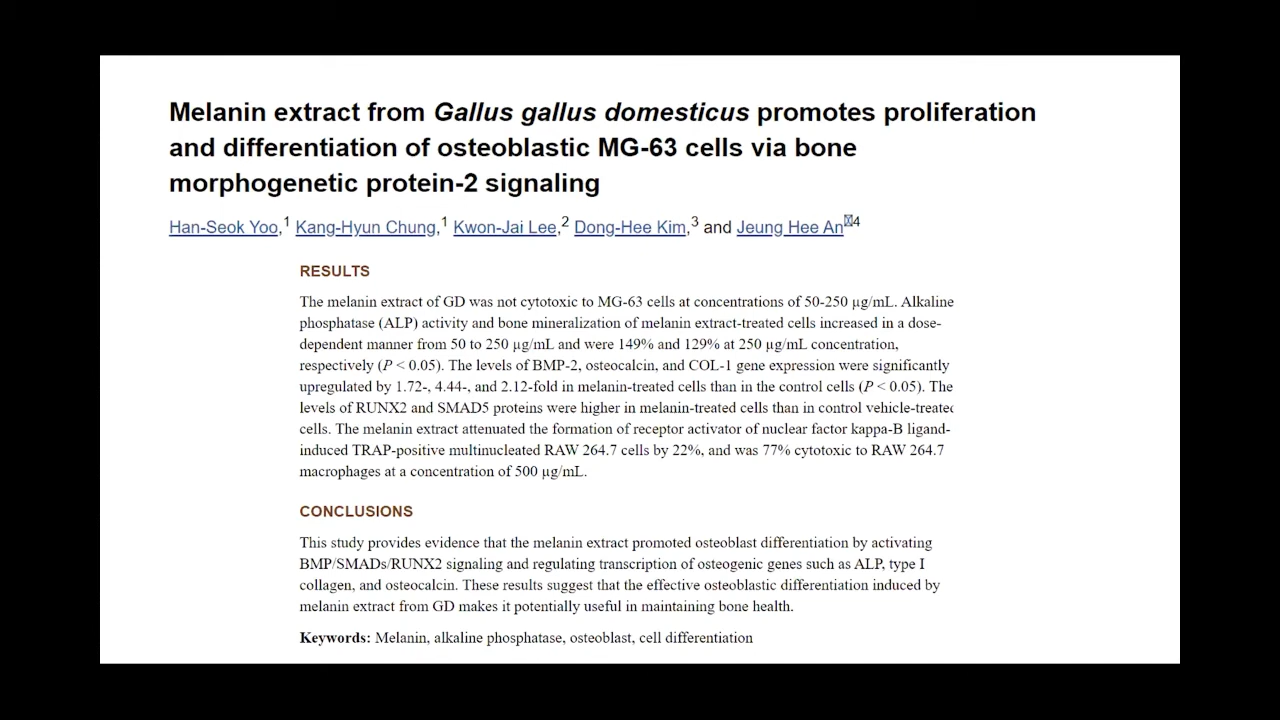 Melanin extract from Gallus gallus domesticus promotes proliferation
and differentiation of osteoblastic MG-63 cells via bone
morphogenetic protein-2 signaling
Han-Seok Yoo,1 Kang-Hyun Chung,1 Kwon-Jai Lee,2 Dong-Hee Kim,3 and Jeung Hee An4
RESULTS
The melanin extract of GD was not cytotoxic to MG-63 cells at concentrations of 50-250 µg/mL. Alkaline
phosphatase (ALP) activity and bone mineralization of melanin extract-treated cells increased in a dose-
dependent manner from 50 to 250 µg/mL and were 149% and 129% at 250 µg/mL concentration,
respectively (P < 0.05). The levels of BMP-2, osteocalcin, and COL-1 gene expression were significantly
upregulated by 1.72-, 4.44-, and 2.12-fold in melanin-treated cells than in the control cells (P < 0.05). The
levels of RUNX2 and SMAD5 proteins were higher in melanin-treated cells than in control vehicle-treated
cells. The melanin extract attenuated the formation of receptor activator of nuclear factor kappa-B ligand-
induced TRAP-positive multinucleated RAW 264.7 cells by 22%, and was 77% cytotoxic to RAW 264.7
macrophages at a concentration of 500 µg/mL.
CONCLUSIONS
This study provides evidence that the melanin extract promoted osteoblast differentiation by activating
BMP/SMADs/RUNX2 signaling and regulating transcription of osteogenic genes such as ALP, type I
collagen, and osteocalcin. These results suggest that the effective osteoblastic differentiation induced by
melanin extract from GD makes it potentially useful in maintaining bone health.
Keywords: Melanin, alkaline phosphatase, osteoblast, cell differentiation